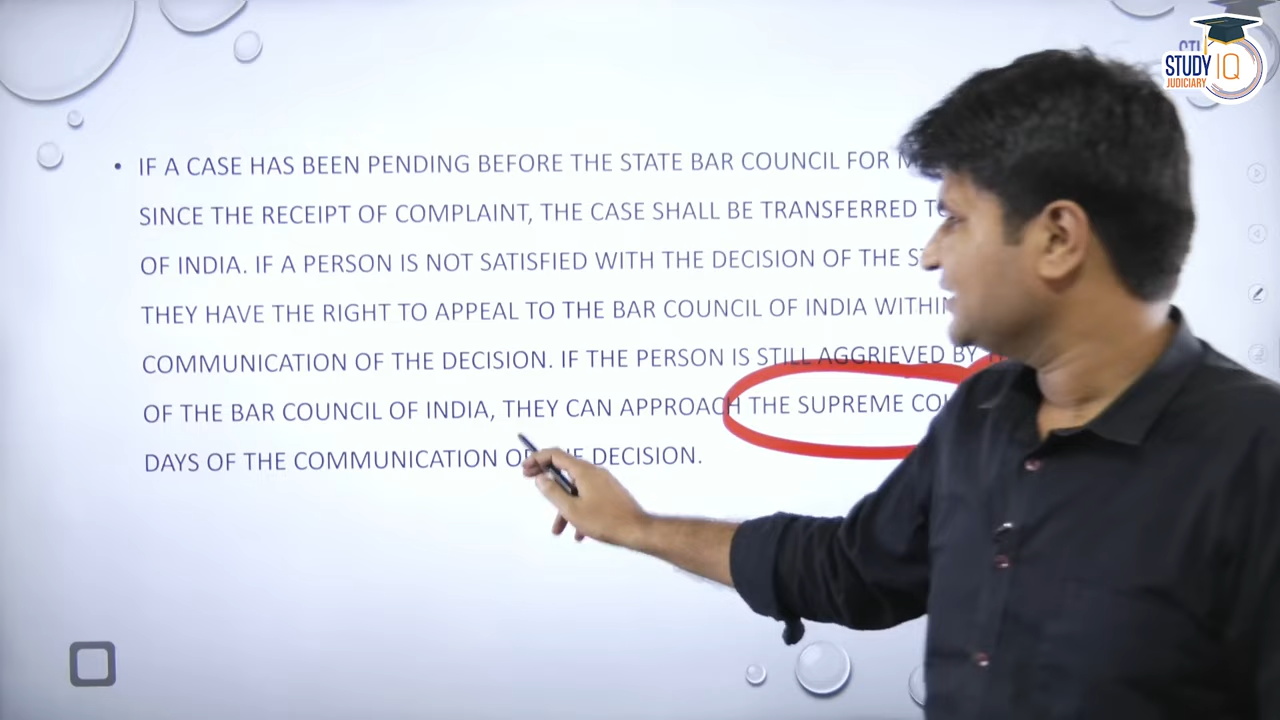 STUDY IQ
JUDICIARY
• IF A CASE HAS BEEN PENDING BEFORE THE STATE BAR COUNCIL FOR
SINCE THE RECEIPT OF COMPLAINT, THE CASE SHALL BE TRANSFERRED
OF INDIA. IF A PERSON IS NOT SATISFIED WITH THE DECISION OF THE
THEY HAVE THE RIGHT TO APPEAL TO THE BAR COUNCIL OF INDIA WITHIN
COMMUNICATION OF THE DECISION. IF THE PERSON IS STILL AGGRIEVED BY
OF THE BAR COUNCIL OF INDIA, THEY CAN APPROACH THE SUPREME
DAYS OF THE COMMUNICATION DECISION.